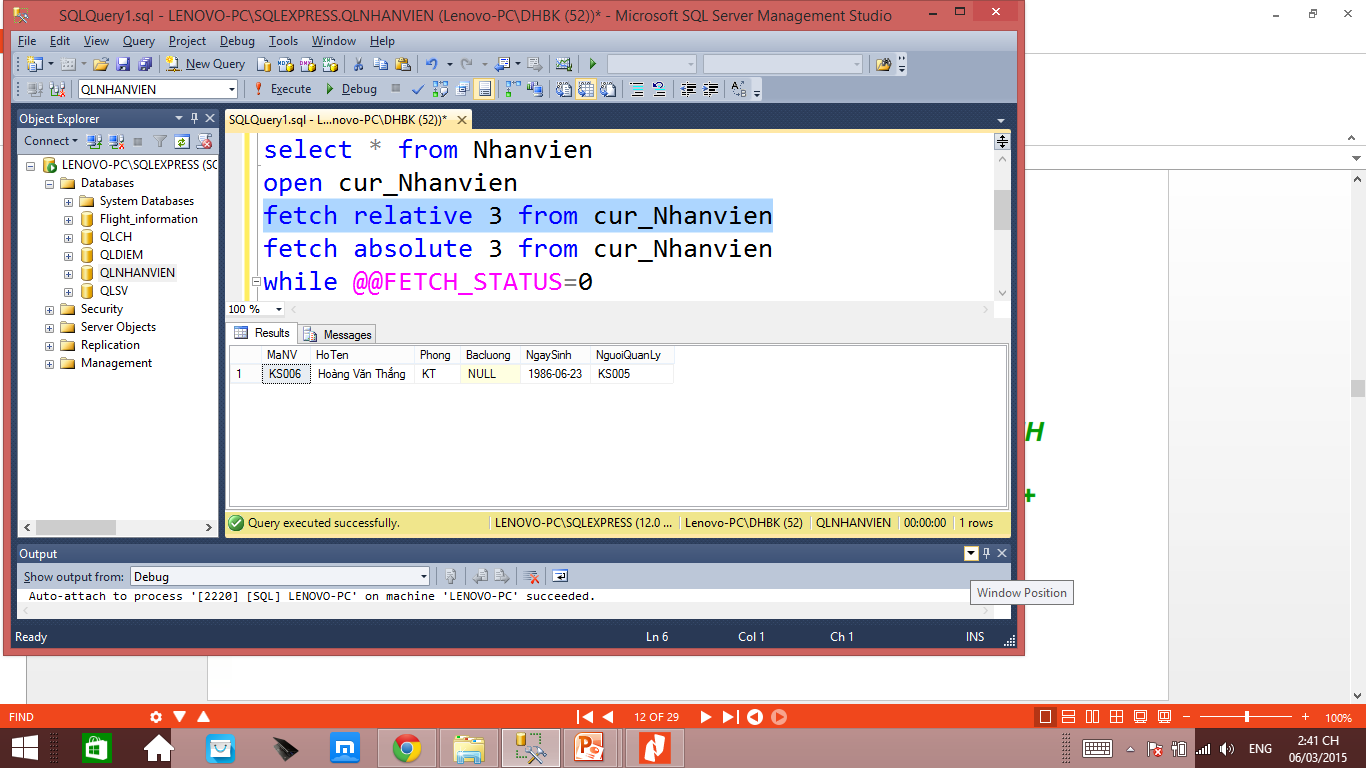 SQLQuery1.sql - LENOVO-PC\SQLEXPRESS.QLNHANVIEN (Lenovo-PC\DHBK (52))* - Microsoft SQL Server Management Studio
File Edit View Query Project Debug Tools Window Help
New Query
QLNHANVIEN Execute Debug
Object Explorer
Connect
LENOVO-PC\SQLEXPRESS (SC
Databases
System Databases
Flight_information
QLCH
QLDIEM
QLNHANVIEN
QLSV
Security
Server Objects
Replication
Management
SQLQuery1.sql - L...novo-PC\DHBK (52))*
select * from Nhanvien
open cur_Nhanvien
fetch relative 3 from cur_Nhanvien
fetch absolute 3 from cur_Nhanvien
while @@FETCH_STATUS=0
100 %
Results Messages
MaNV HoTen Phong Bacluong NgaySinh NguoiQuanLy
1 KS006 Hoàng Văn Thắng KT NULL 1986-06-23 KS005
Query executed successfully. LENOVO-PC\SQLEXPRESS (12.0 ... Lenovo-PC\DHBK (52) QLNHANVIEN 00:00:00 1 rows
Output
Show output from: Debug
Auto-attach to process '[2220] [SQL] LENOVO-PC' on machine 'LENOVO-PC' succeeded.
Window Position
Ready Ln 6 Col 1 Ch 1 INS
H
+
FIND 12 OF 29 100%
ENG 2:41 CH
06/03/2015